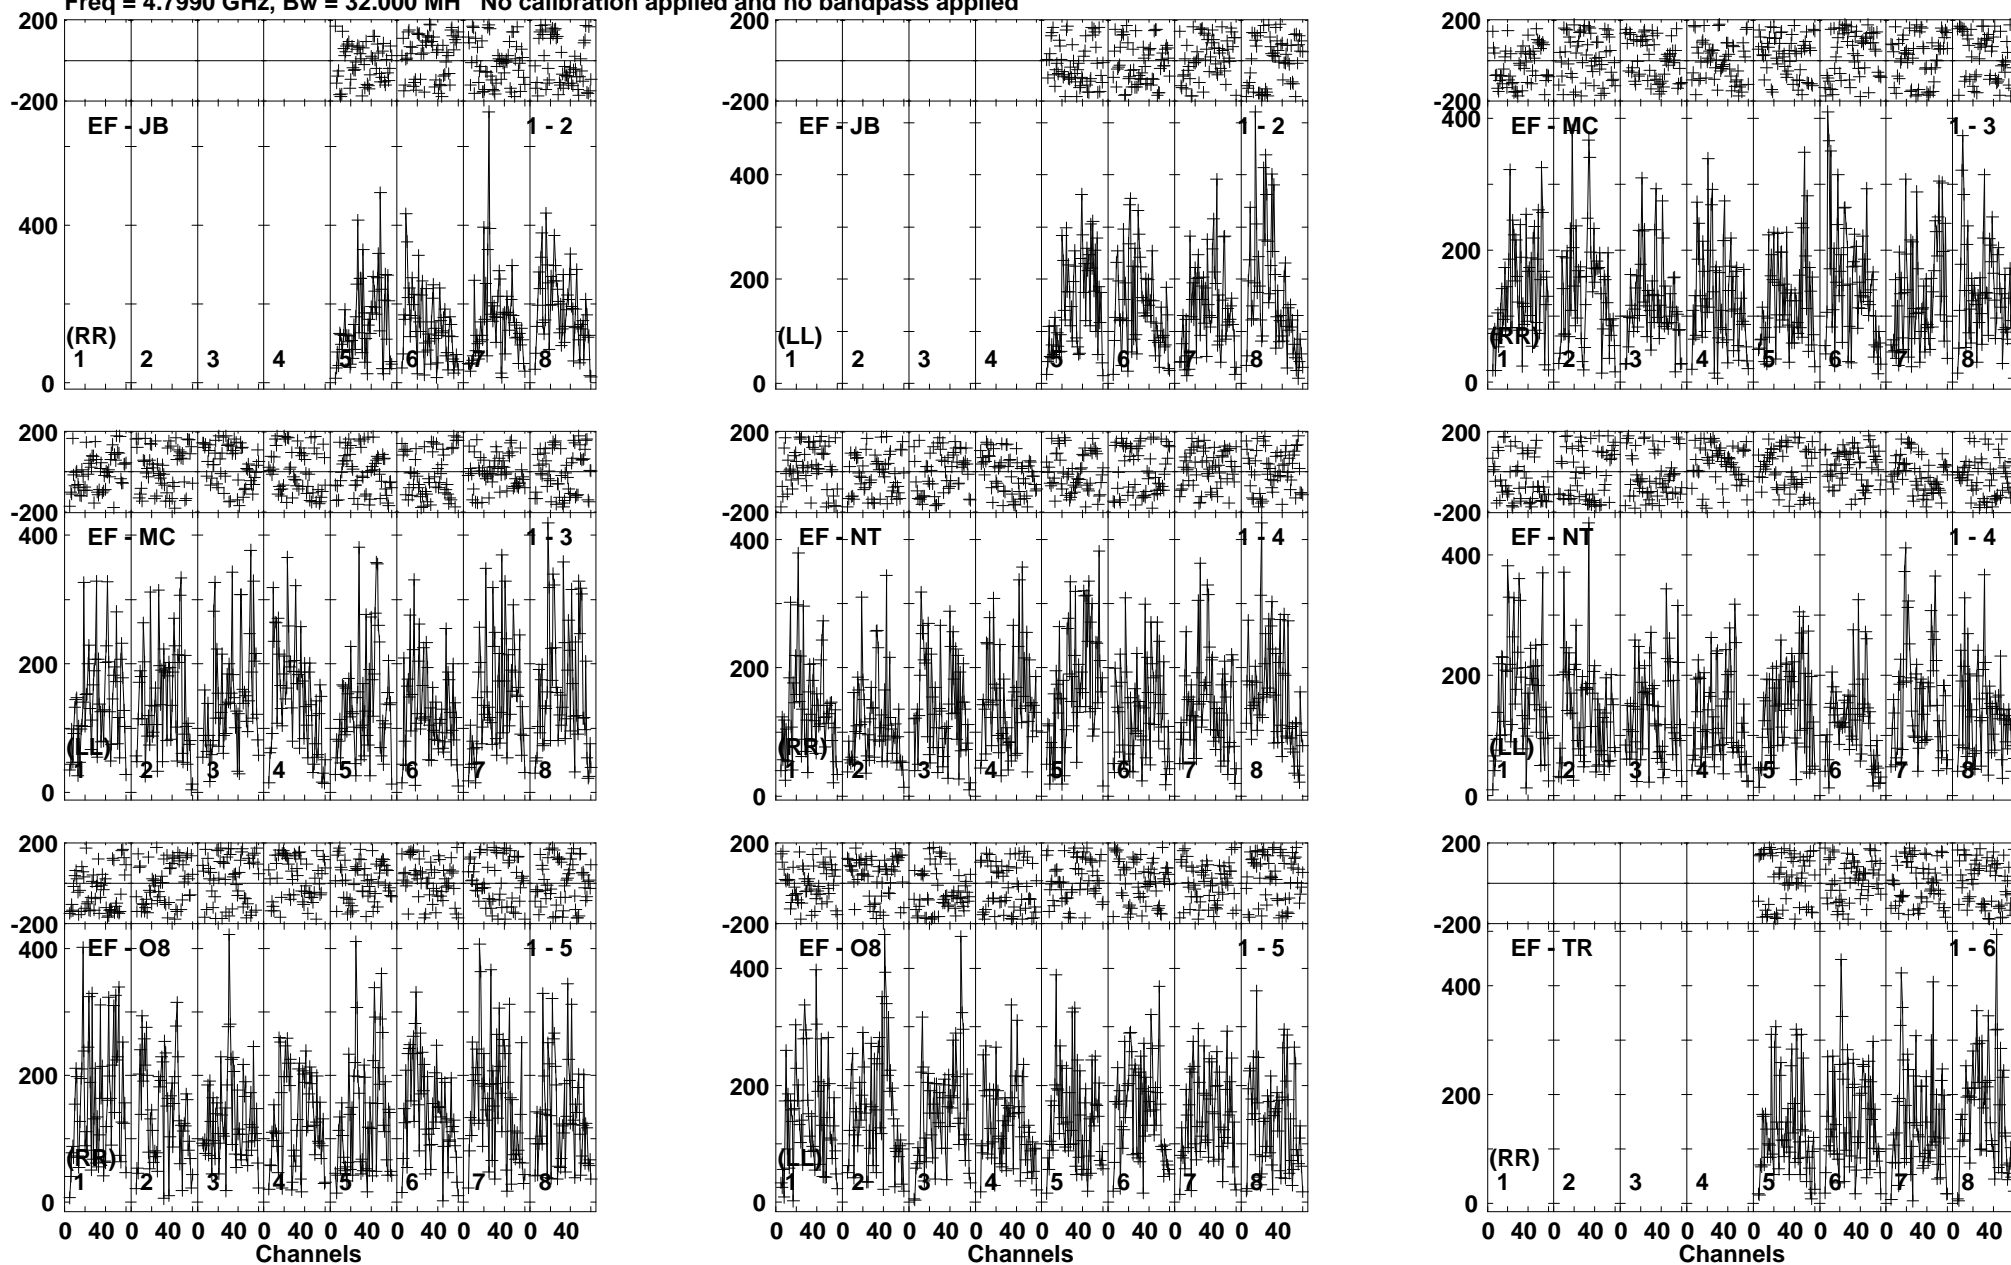 Freq = 4.7990 GHz, Bw = 32.000 MH No calibration applied and no bandpass applied
200 200 200
-200 -200 -200
EF - JB 1 - 2 EF - JB 1 - 2 400 EF - MC 1 - 3
400 400 200
200
(RR) (LL) (RR)
1 2 3 4 5 6 7 8 1 2 3 4 5 6 7 8 1 2 3 4 5 6 7 8
0 0 0
200 200 200
-200 -200 -200
400 EF - MC 1 - 3 400 EF - NT 1 - 4 400 EF - NT 1 - 4
200 200 200
(LL) (RR) (LL)
1 2 3 4 5 6 7 8 1 2 3 4 5 6 7 8 1 2 3 4 5 6 7 8
0 0 0
200 200 200
-200 -200 -200
400 EF - O8 1 - 5 400 EF - O8 1 - 5 400 EF - TR 1 - 6
200 200 200
(RR) (LL) (RR)
1 2 3 4 5 6 7 8 1 2 3 4 5 6 7 8 1 2 3 4 5 6 7 8
0 0 0
0 40 0 40 0 40 0 40 0 40 0 40 0 40 0 40 0 40 0 40 0 40 0 40 0 40 0 40 0 40 0 40 0 40 0 40 0 40 0 40 0 40 0 40 0 40 0 40
Channels Channels Channels